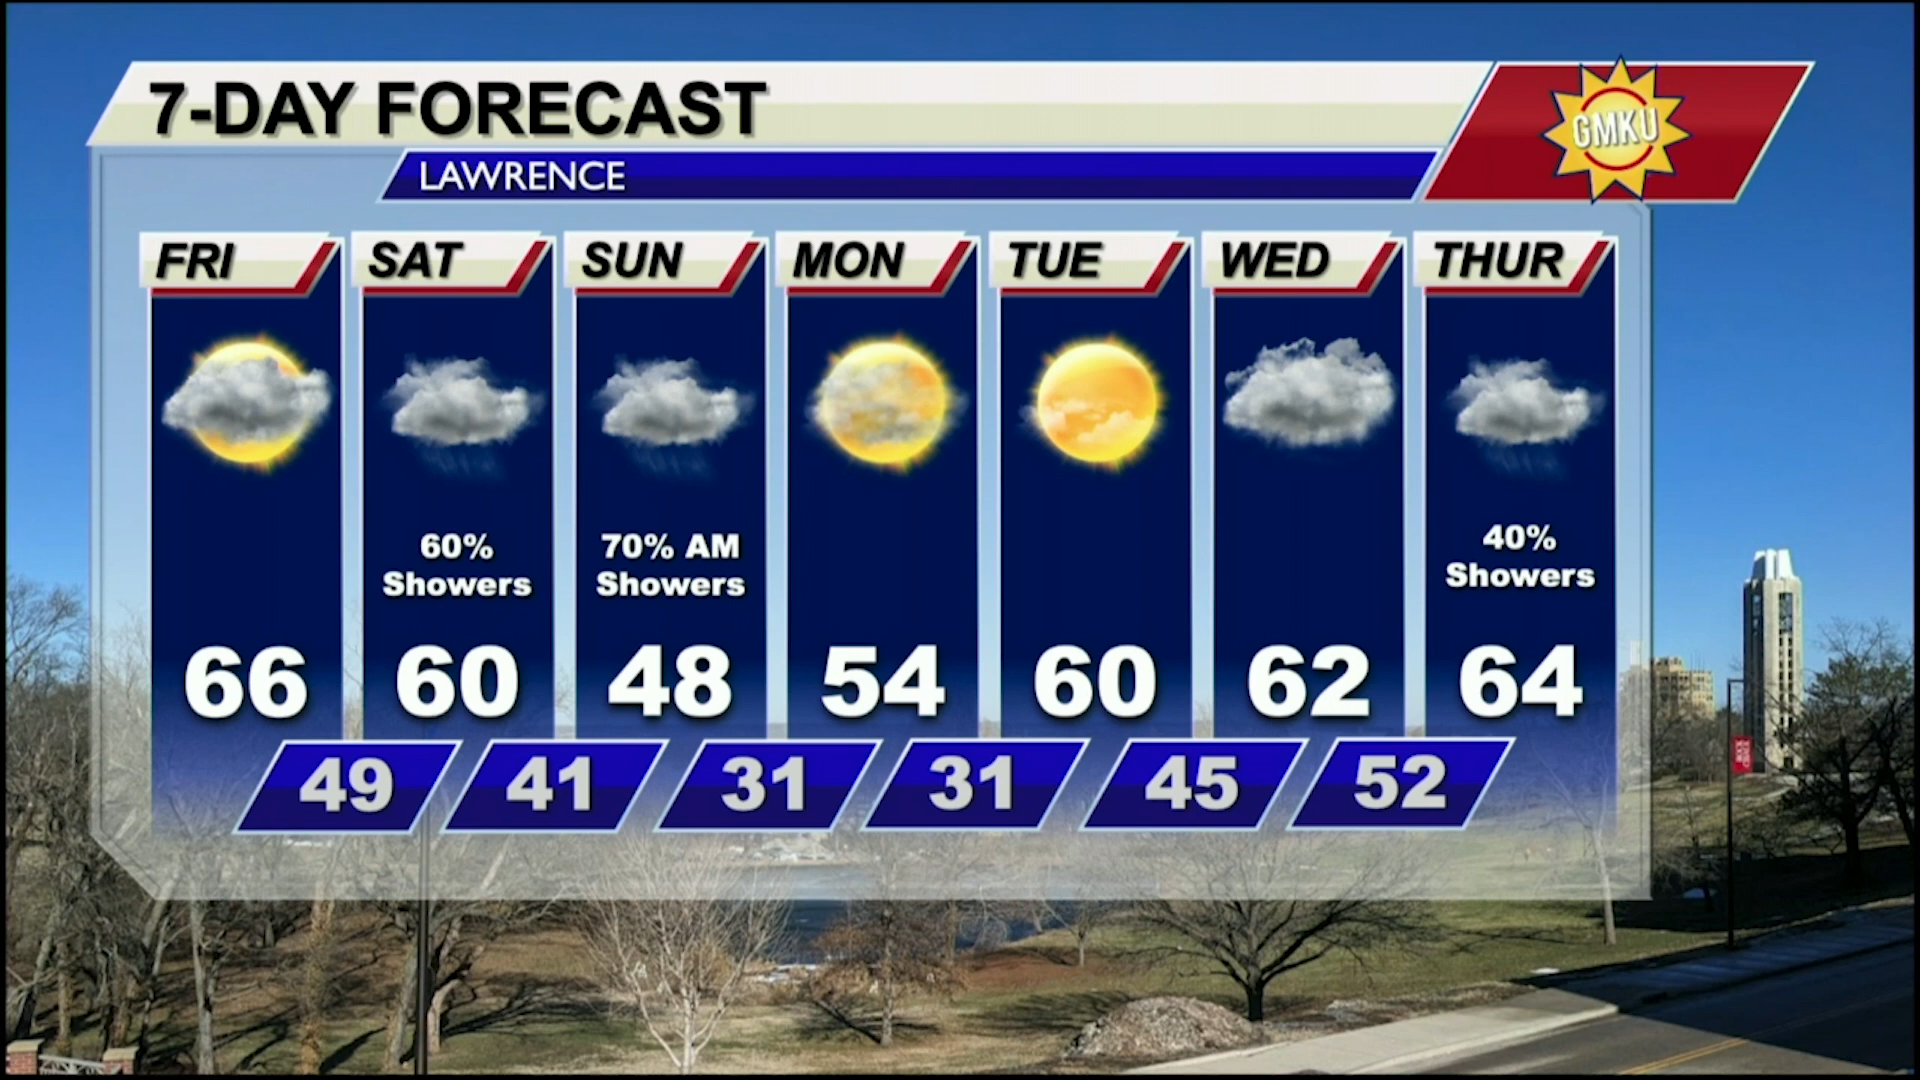 7-DAY FORECAST
GMKU
LAWRENCE
FRI SAT SUN MON TUE WED THUR
60% Showers
70% AM Showers
40% Showers
66 60 48 54 60 62 64
49 41 31 31 45 52